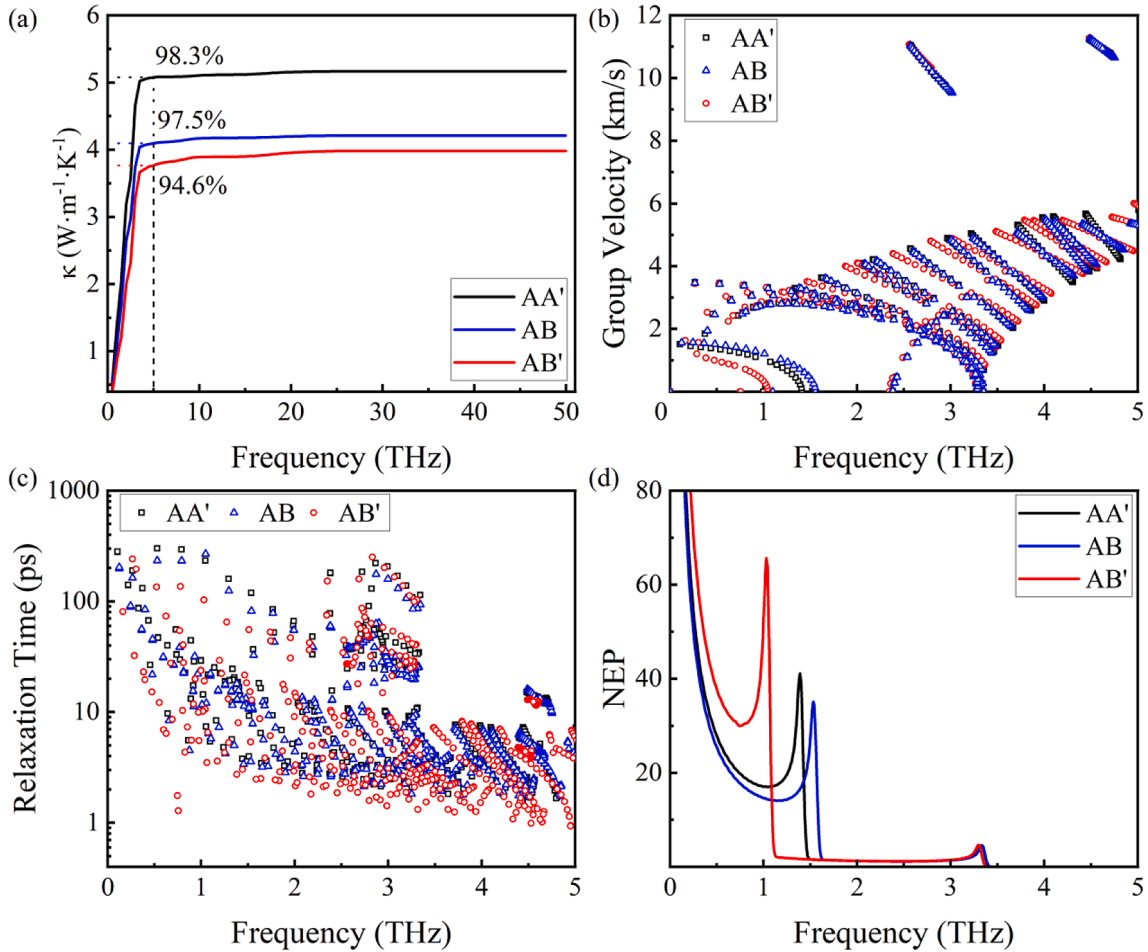 (a)
6
5
4
3
2
1
κ (W·m⁻¹·K⁻¹)
98.3%
97.5%
94.6%
AA'
AB
AB'
0 10 20 30 40 50
Frequency (THz)
(b)
12
10
8
6
4
2
Group Velocity (km/s)
AA'
AB
AB'
0 1 2 3 4 5
Frequency (THz)
(c)
1000
100
10
1
Relaxation Time (ps)
AA' AB AB'
0 1 2 3 4 5
Frequency (THz)
(d)
80
60
40
20
NEP
AA'
AB
AB'
0 1 2 3 4 5
Frequency (THz)